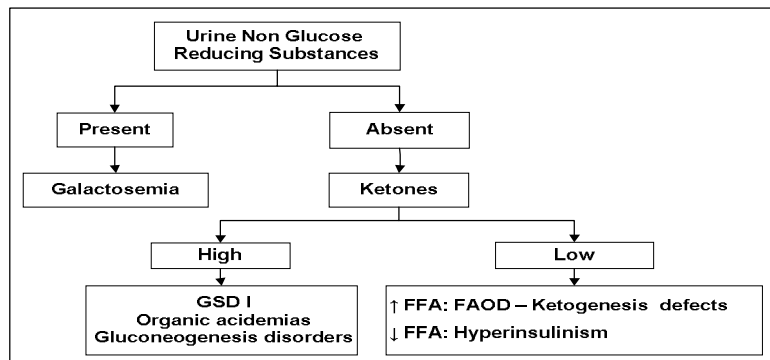 Urine Non Glucose
Reducing Substances
Present
Absent
Galactosemia
Ketones
High
Low
GSD I
Organic acidemias
Gluconeogenesis disorders
↑ FFA: FAOD – Ketogenesis defects
↓ FFA: Hyperinsulinism